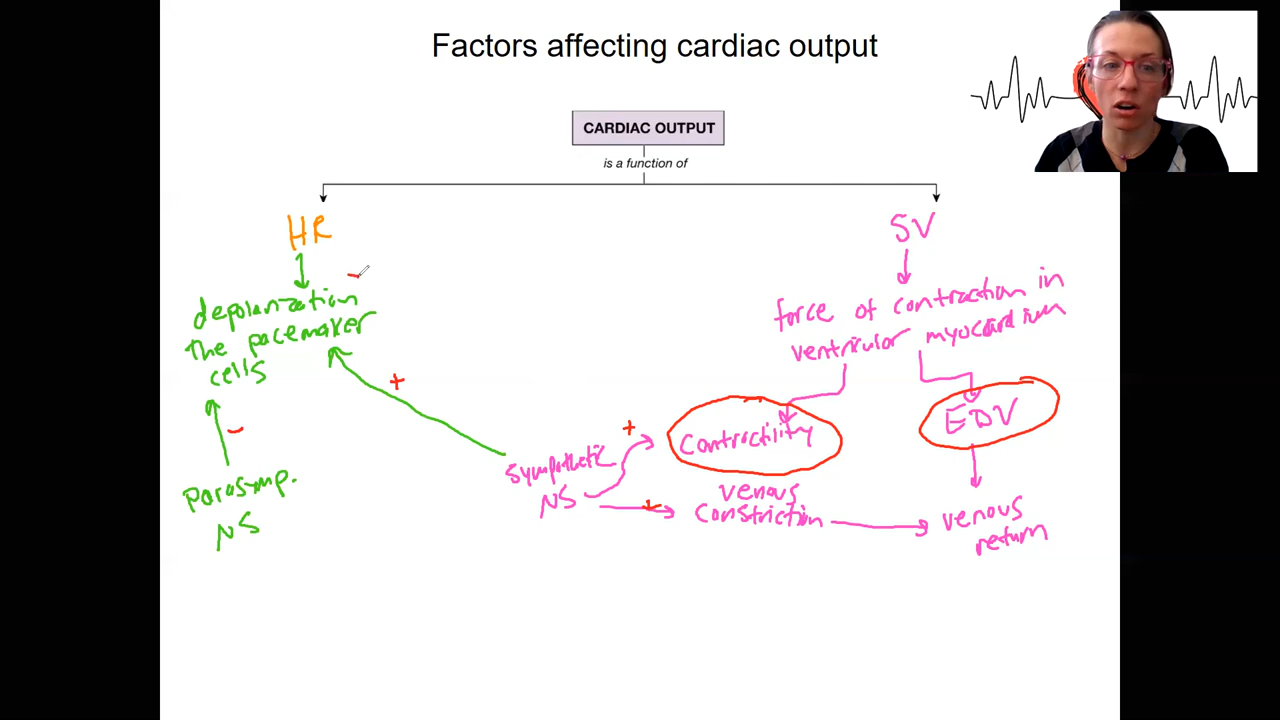 Factors affecting cardiac output
CARDIAC OUTPUT
is a function of
HR
SV
depolarization
the pacemaker
cells
force of contraction in
ventricular myocardium
+
-
+
Contractility
EDV
sympathetic
NS
+
venous
constriction
parasymp.
NS
venous
return